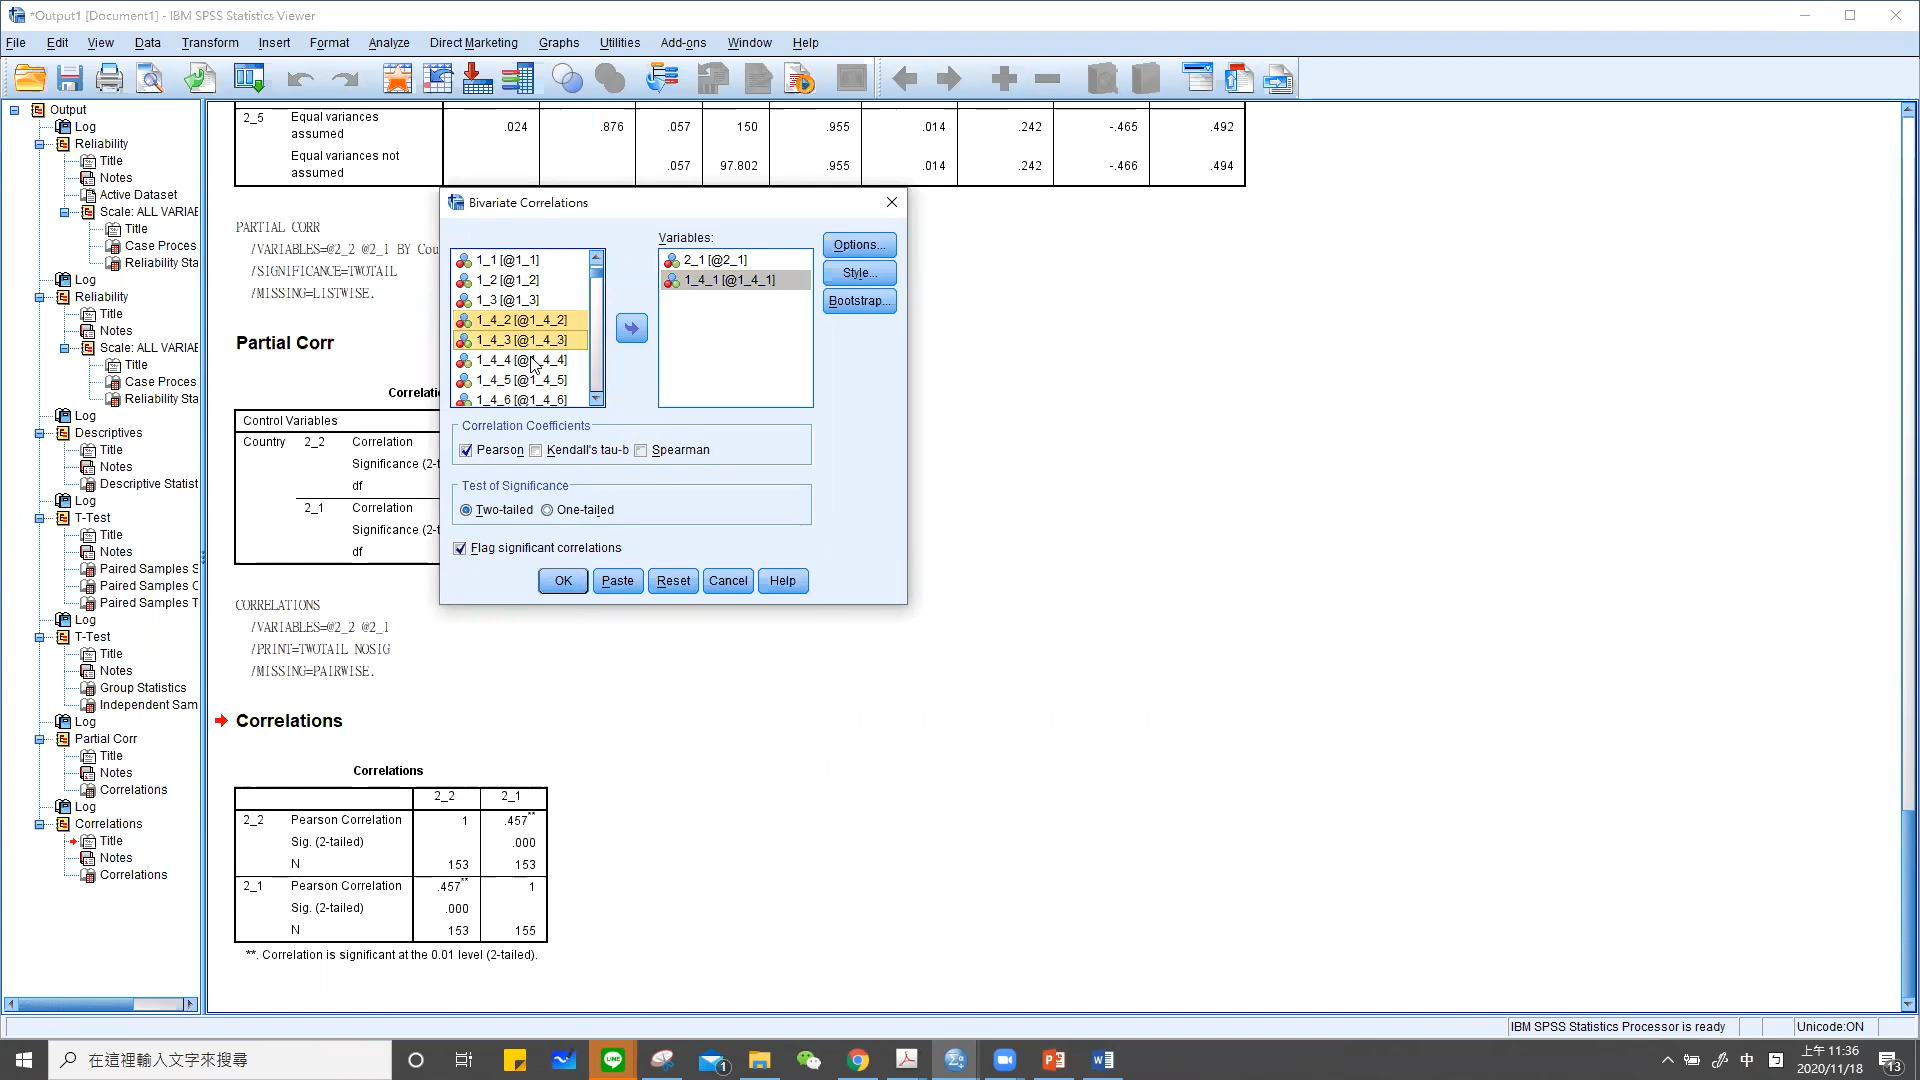 *Output1 [Document1] - IBM SPSS Statistics Viewer
File Edit View Data Transform Insert Format Analyze Direct Marketing Graphs Utilities Add-ons Window Help
Output
Log
Reliability
Title
Notes
Active Dataset
Scale: ALL VARIAE
Title
Case Proces
Reliability Sta
Log
Reliability
Title
Notes
Scale: ALL VARIAE
Title
Case Proces
Reliability Sta
Log
Descriptives
Title
Notes
Descriptive Statist
Log
T-Test
Title
Notes
Paired Samples S
Paired Samples C
Paired Samples T
Log
T-Test
Title
Notes
Group Statistics
Independent Sam
Log
Partial Corr
Title
Notes
Correlations
Log
Correlations
Title
Notes
Correlations
2_5 Equal variances assumed .024 .876 .057 150 .955 .014 .242 -.465 .492
Equal variances not assumed .057 97.802 .955 .014 .242 -.466 .494
PARTIAL CORR
/VARIABLES=@2_2 @2_1 BY Cou
/SIGNIFICANCE=TWOTAIL
/MISSING=LISTWISE.
Partial Corr
Correlatio
Control Variables
Country 2_2 Correlation
Significance (2-t
df
2_1 Correlation
Significance (2-t
df
CORRELATIONS
/VARIABLES=@2_2 @2_1
/PRINT=TWOTAIL NOSIG
/MISSING=PAIRWISE.
Correlations
Correlations
2_2 2_1
2_2 Pearson Correlation 1 .457**
Sig. (2-tailed) .000
N 153 153
2_1 Pearson Correlation .457** 1
Sig. (2-tailed) .000
N 153 155
**. Correlation is significant at the 0.01 level (2-tailed).
Bivariate Correlations
1_1 [@1_1]
1_2 [@1_2]
1_3 [@1_3]
1_4_2 [@1_4_2]
1_4_3 [@1_4_3]
1_4_4 [@1_4_4]
1_4_5 [@1_4_5]
1_4_6 [@1_4_6]
Variables:
2_1 [@2_1]
1_4_1 [@1_4_1]
Options...
Style...
Bootstrap...
Correlation Coefficients
Pearson Kendall's tau-b Spearman
Test of Significance
Two-tailed One-tailed
Flag significant correlations
OK Paste Reset Cancel Help
IBM SPSS Statistics Processor is ready Unicode:ON
在這裡輸入文字來搜尋
LINE
1
中
上午 11:36
2020/11/18
13